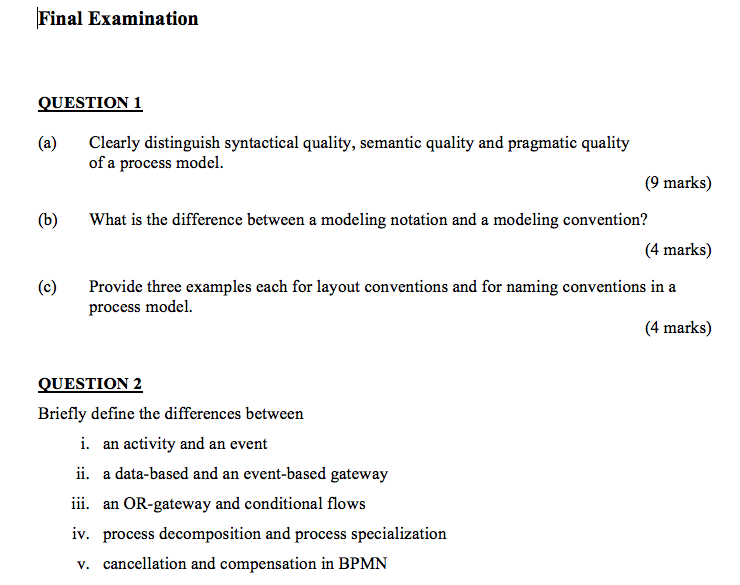 Final Examination
QUESTION 1
(a) Clearly distinguish syntactical quality, semantic quality and pragmatic quality
of a process model.
(9 marks)
(b) What is the difference between a modeling notation and a modeling convention?
(4 marks)
(c) Provide three examples each for layout conventions and for naming conventions in a
process model.
(4 marks)
QUESTION 2
Briefly define the differences between
i. an activity and an event
ii. a data-based and an event-based gateway
iii. an OR-gateway and conditional flows
iv. process decomposition and process specialization
v. cancellation and compensation in BPMN